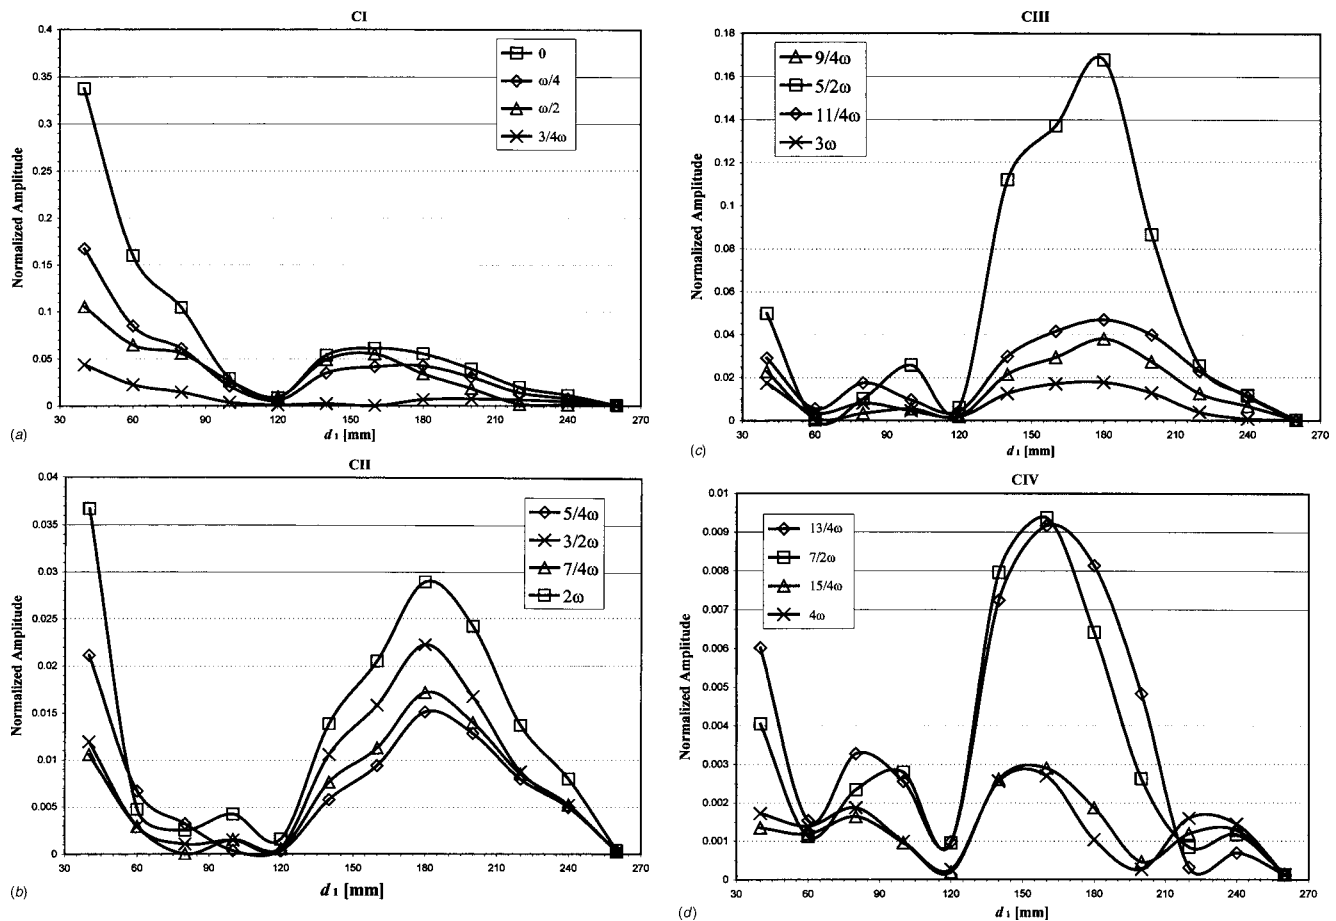 CI
0.4
0.35
0.3
0.25
0.2
0.15
0.1
0.05
0
Normalized Amplitude
0
ω/4
ω/2
3/4ω
30 60 90 120 150 180 210 240 270
d 1 [mm]
(a)
CIII
0.18
0.16
0.14
0.12
0.1
0.08
0.06
0.04
0.02
0
Normalized Amplitude
9/4ω
5/2ω
11/4ω
3ω
30 60 90 120 150 180 210 240 270
d 1 [mm]
(c)
CII
0.04
0.035
0.03
0.025
0.02
0.015
0.01
0.005
0
Normalized Amplitude
5/4ω
3/2ω
7/4ω
2ω
30 60 90 120 150 180 210 240 270
d 1 [mm]
(b)
CIV
0.01
0.009
0.008
0.007
0.006
0.005
0.004
0.003
0.002
0.001
0
Normalized Amplitude
13/4ω
7/2ω
15/4ω
4ω
30 60 90 120 150 180 210 240 270
d 1 [mm]
(d)